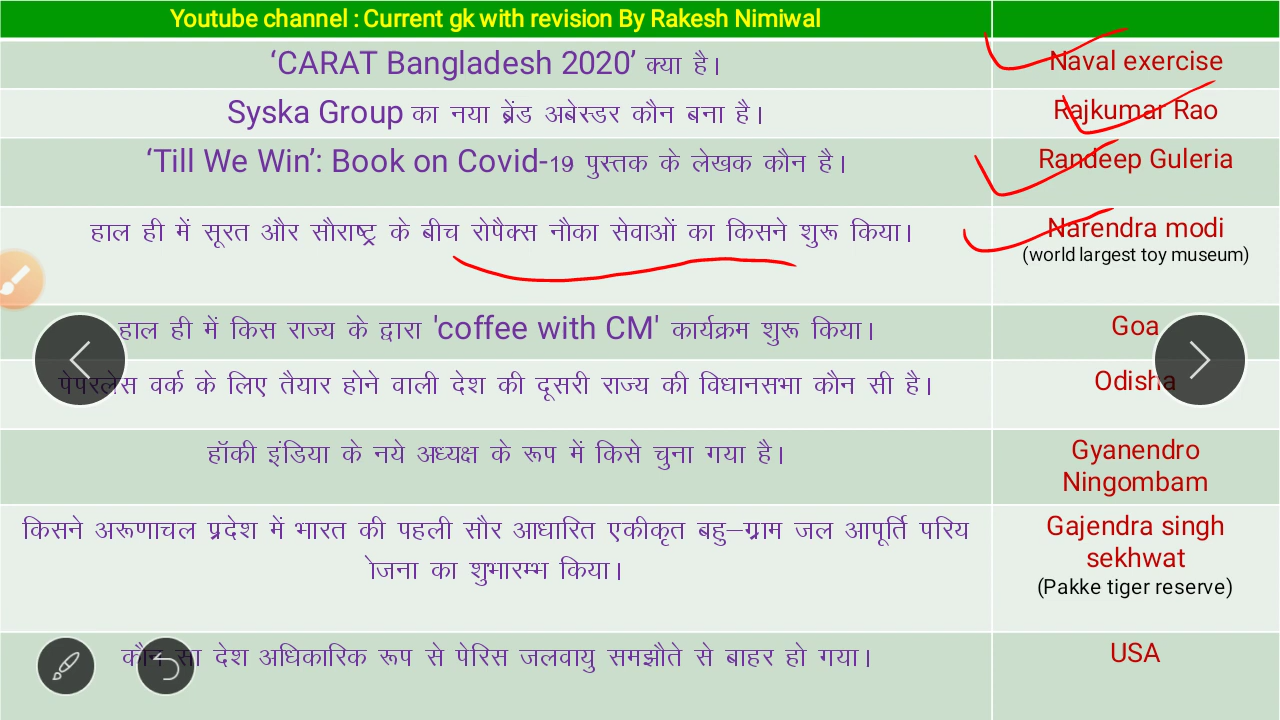 Youtube channel : Current gk with revision By Rakesh Nimiwal
‘CARAT Bangladesh 2020’ क्या है।
Naval exercise
Syska Group का नया ब्रेंड अबेस्डर कौन बना है।
Rajkumar Rao
‘Till We Win’: Book on Covid-19 पुस्तक के लेखक कौन है।
Randeep Guleria
हाल ही में सूरत और सौराष्ट्र के बीच रोपैक्स नौका सेवाओं का किसने शुरू किया।
Narendra modi
(world largest toy museum)
हाल ही में किस राज्य के द्वारा 'coffee with CM' कार्यक्रम शुरू किया।
Goa
पेपरलेस वर्क के लिए तैयार होने वाली देश की दूसरी राज्य की विधानसभा कौन सी है।
Odisha
हॉकी इंडिया के नये अध्यक्ष के रूप में किसे चुना गया है।
Gyanendro
Ningombam
किसने अरूणाचल प्रदेश में भारत की पहली सौर आधारित एकीकृत बहु–ग्राम जल आपूर्ति परिय
ोजना का शुभारम्भ किया।
Gajendra singh
sekhwat
(Pakke tiger reserve)
कौन सा देश अधिकारिक रूप से पेरिस जलवायु समझौते से बाहर हो गया।
USA